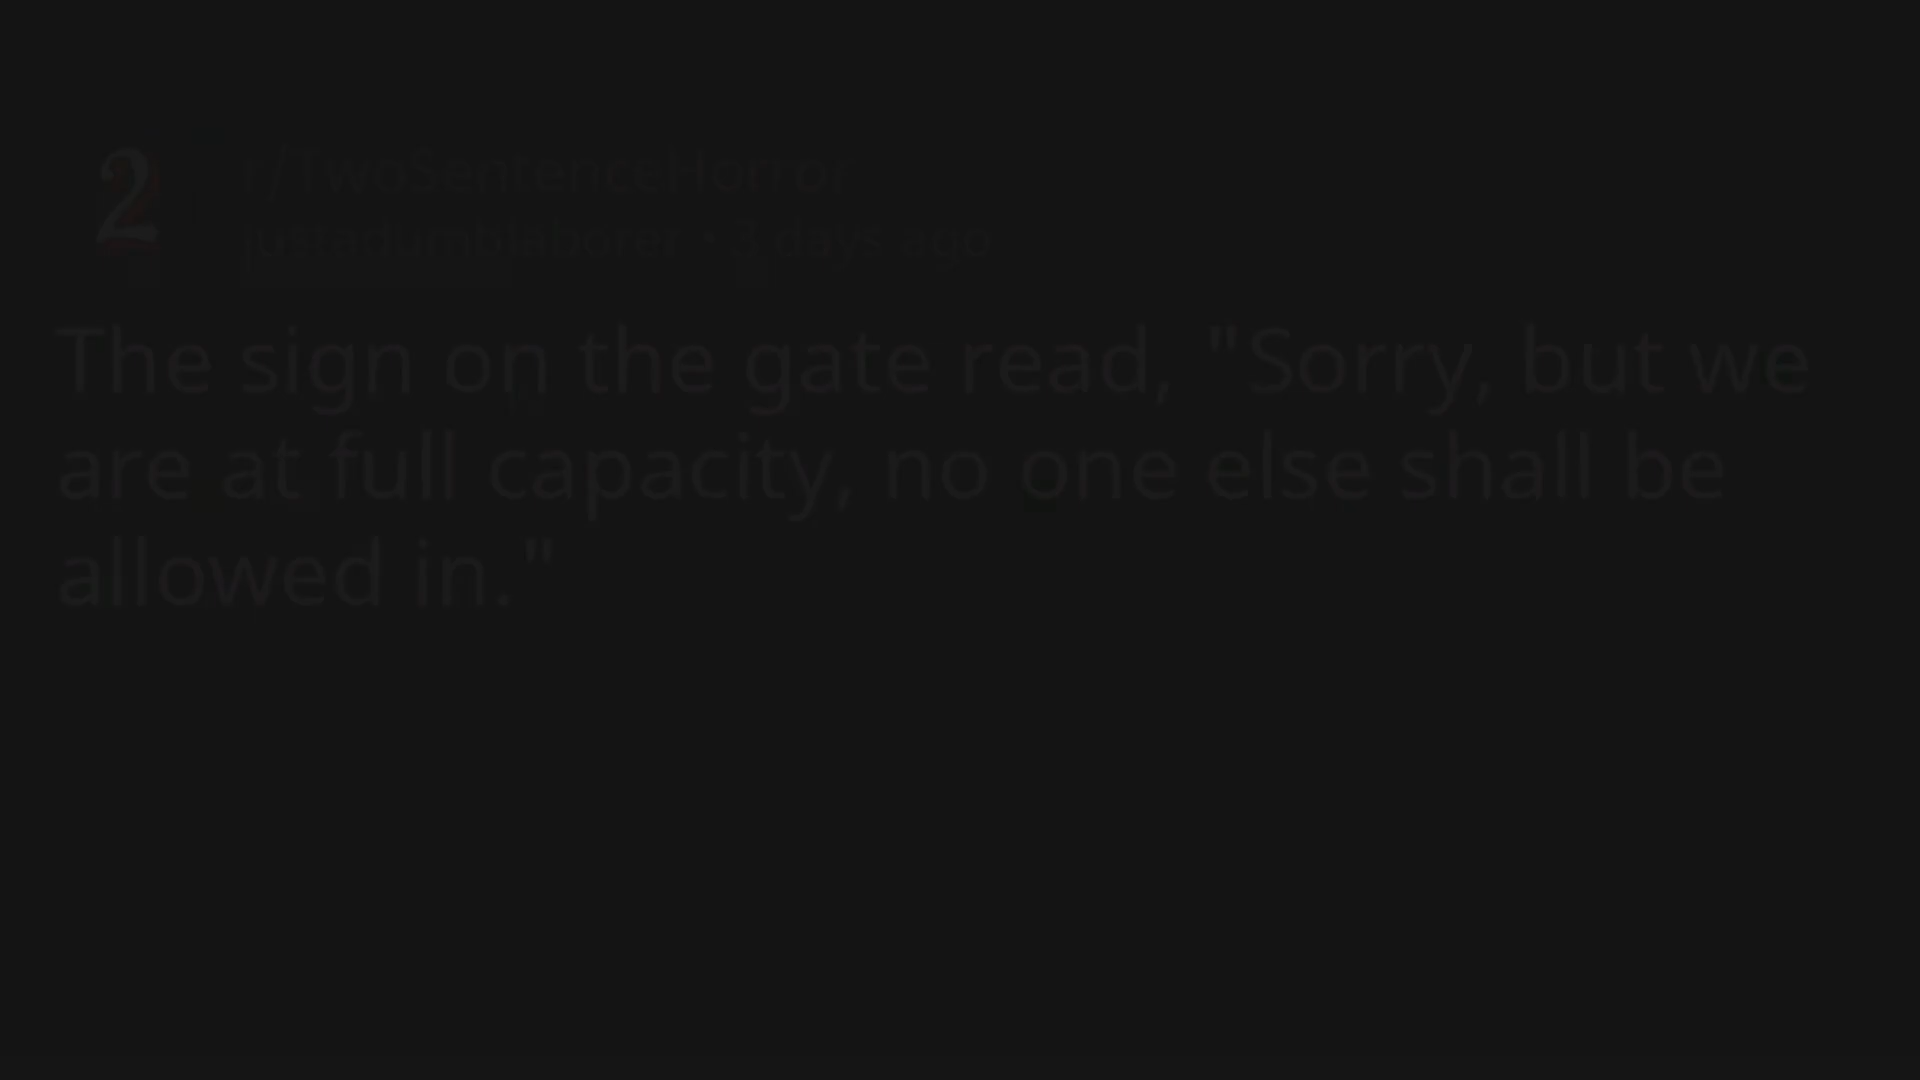 2
r/TwoSentenceHorror
justadumblaborer • 3 days ago
The sign on the gate read, "Sorry, but we
are at full capacity, no one else shall be
allowed in."